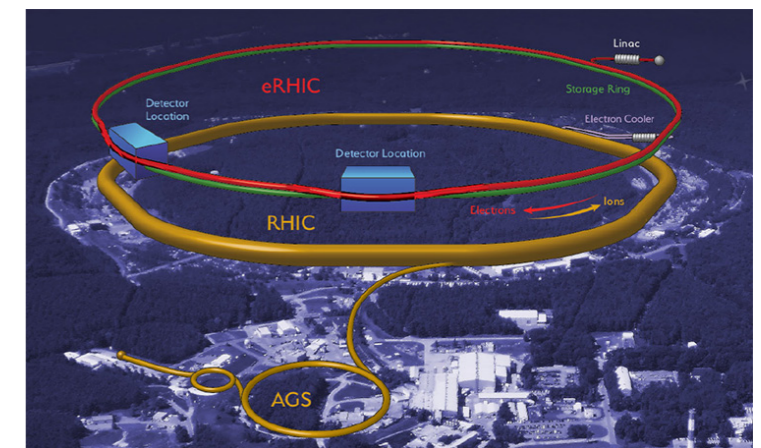 Linac
eRHIC
Storage Ring
Detector
Location
Electron Cooler
Detector Location
Electrons
Ions
RHIC
AGS